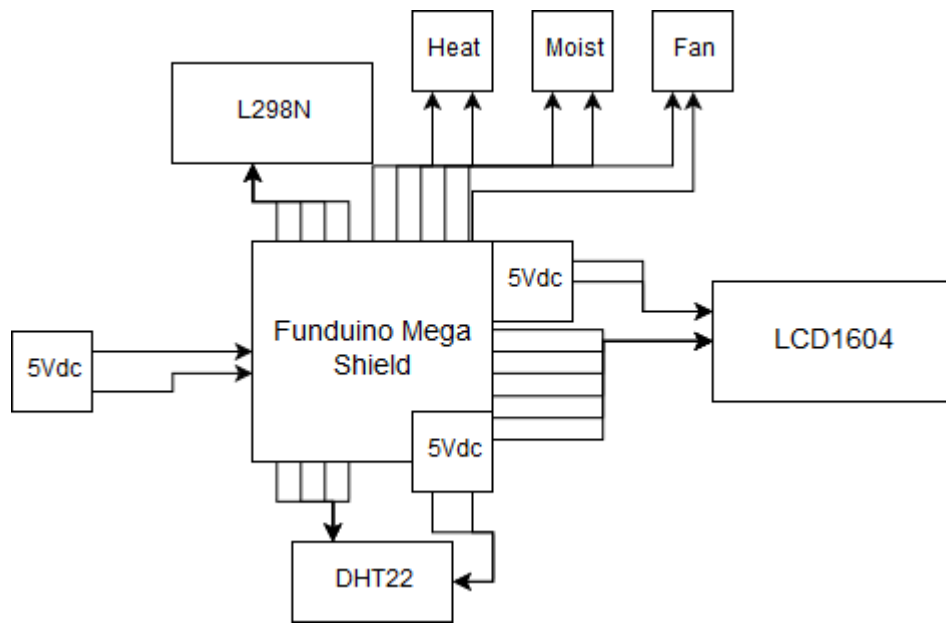 Heat
Moist
Fan
L298N
5Vdc
Funduino Mega
Shield
LCD1604
5Vdc
5Vdc
DHT22